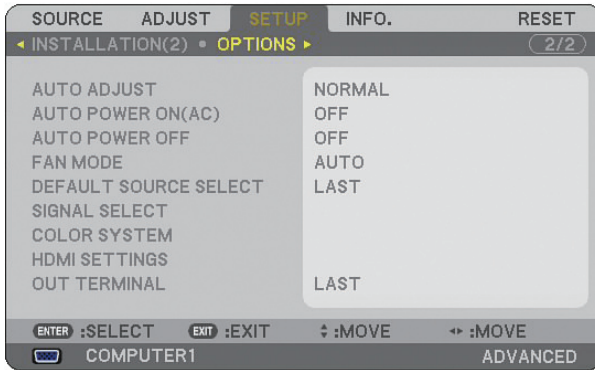 SOURCE ADJUST SETUP INFO. RESET
INSTALLATION(2) • OPTIONS 2/2
AUTO ADJUST NORMAL
AUTO POWER ON(AC) OFF
AUTO POWER OFF OFF
FAN MODE AUTO
DEFAULT SOURCE SELECT LAST
SIGNAL SELECT
COLOR SYSTEM
HDMI SETTINGS
OUT TERMINAL LAST
ENTER :SELECT EXIT :EXIT :MOVE :MOVE
COMPUTER1 ADVANCED